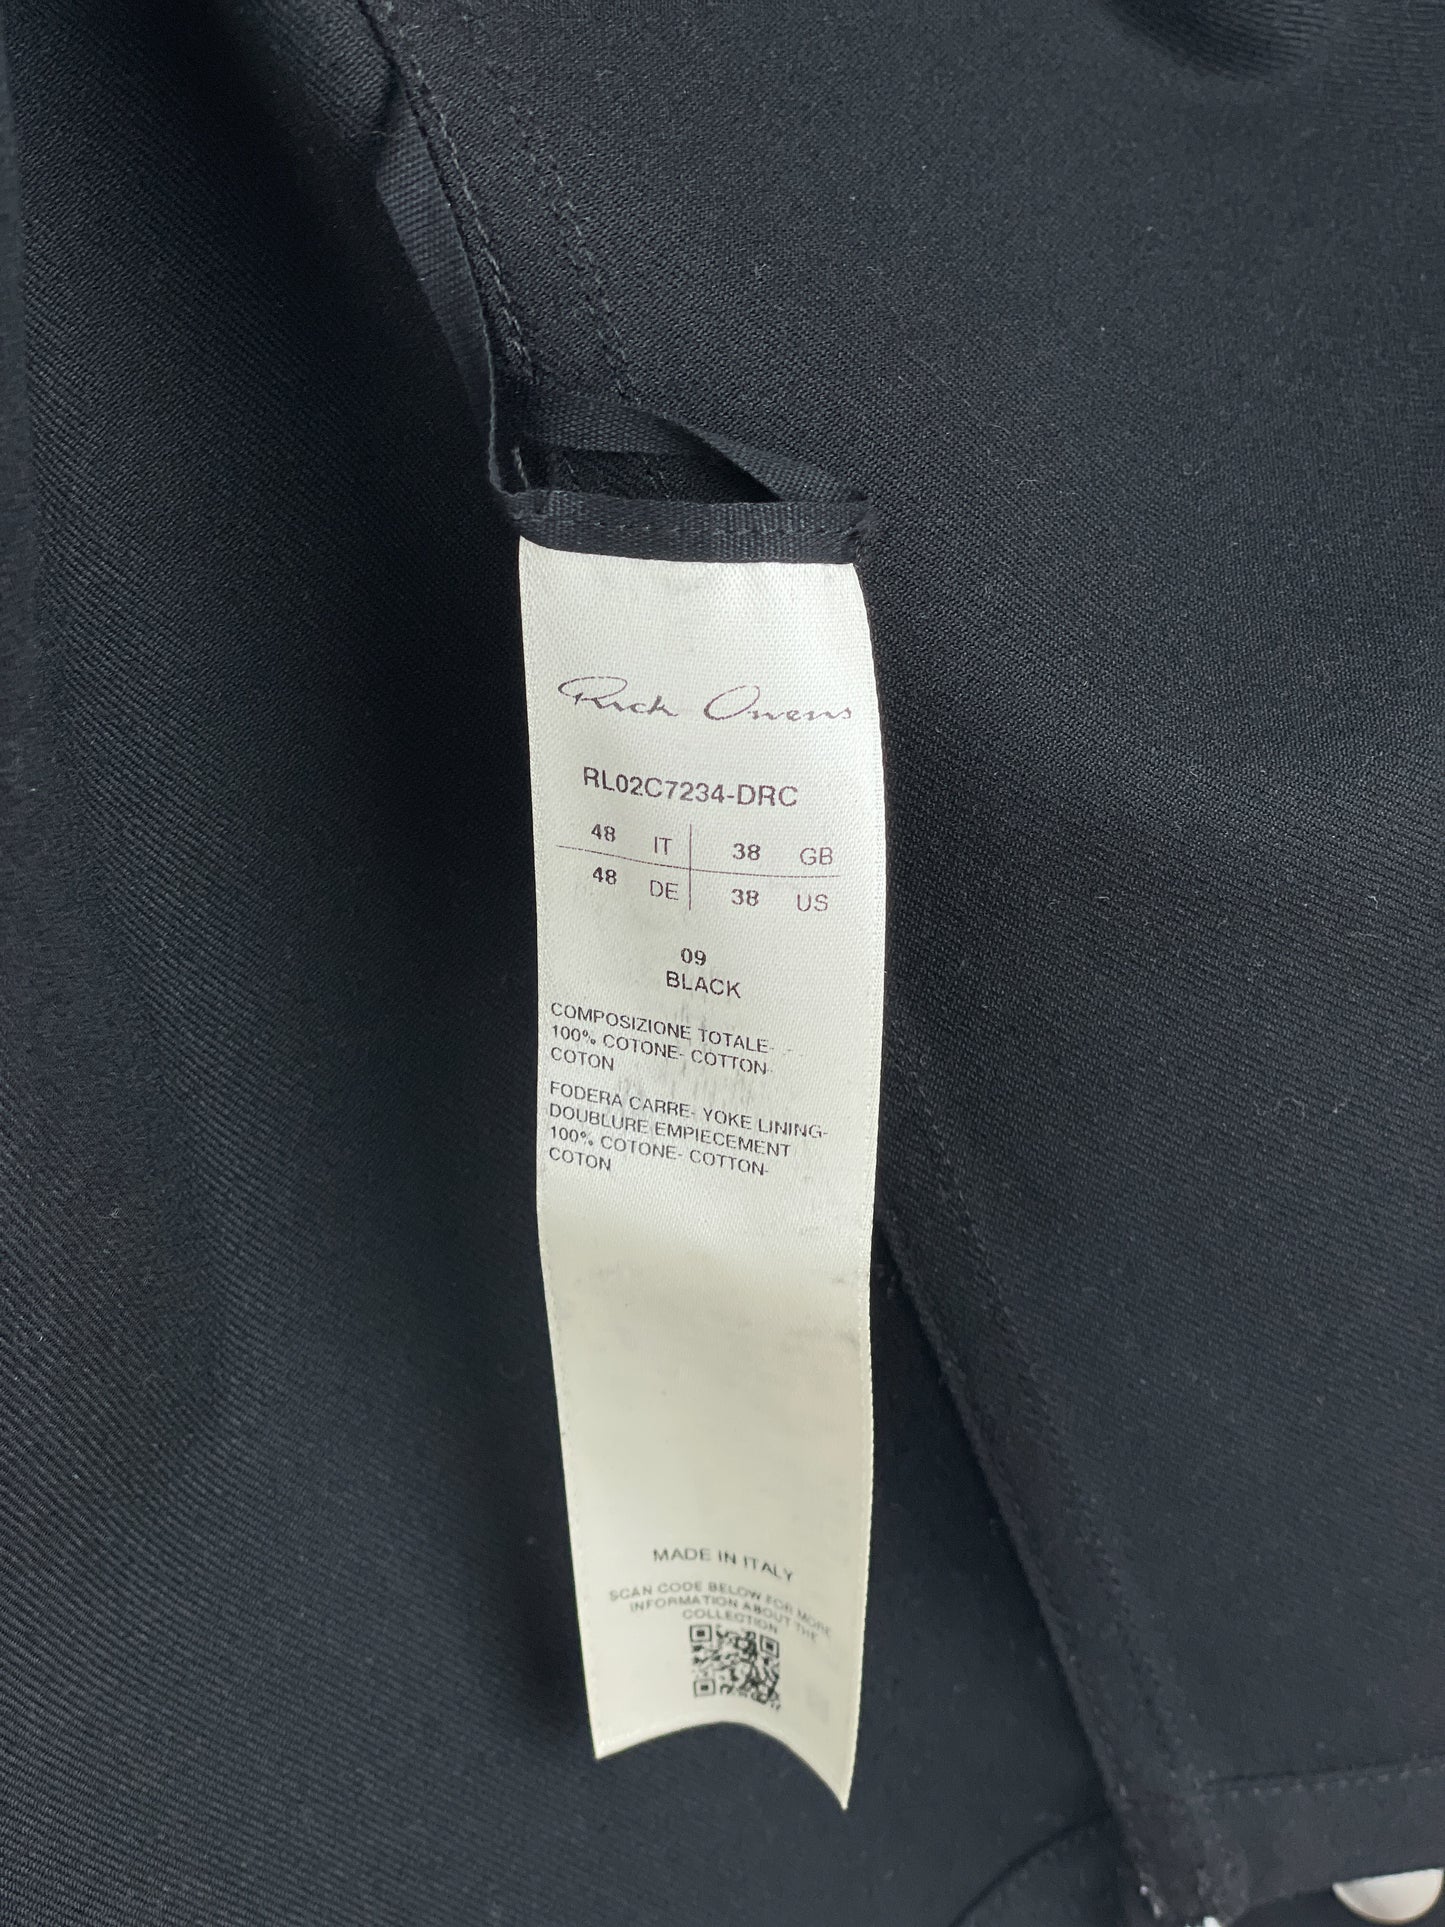 Rick Owens
RL02C7234-DRC
48 IT 38 GB
48 DE 38 US
09
BLACK
COMPOSIZIONE TOTALE-
100% COTONE- COTTON-
COTON
FODERA CARRE- YOKE LINING-
DOUBLURE EMPIECEMENT
100% COTONE- COTTON-
COTON
MADE IN ITALY
SCAN CODE BELOW FOR MORE
INFORMATION ABOUT THE
COLLECTION